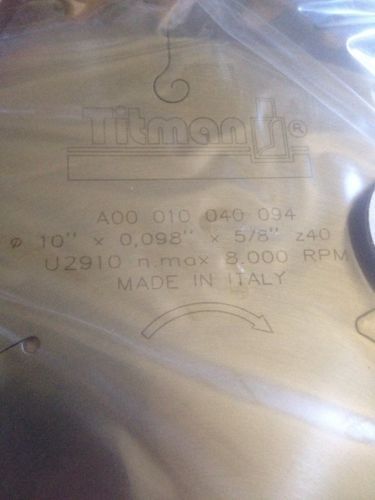 Titman ®
A00 010 040 094
ø 10" x 0,098" x 5/8" z40
U2910 n.max 8.000 RPM
MADE IN ITALY